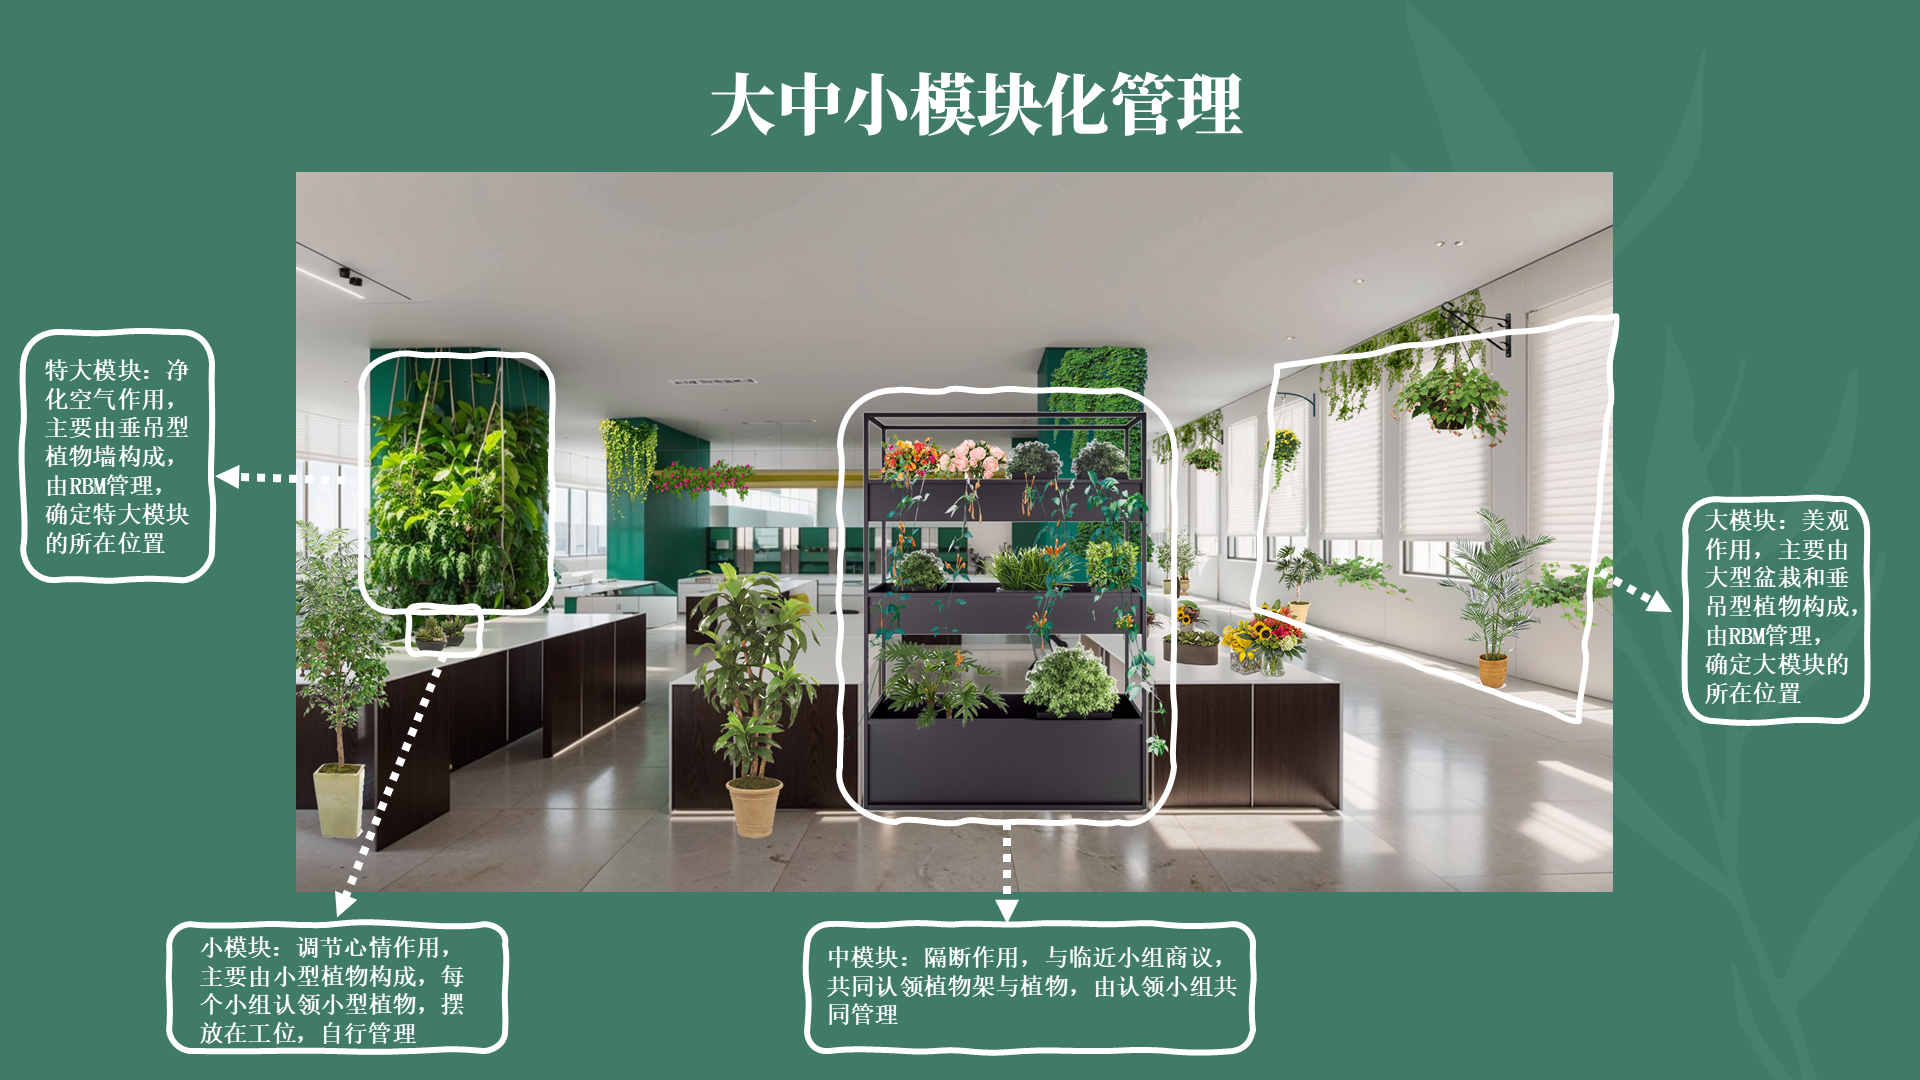 大中小模块化管理
特大模块：净
化空气作用，
主要由垂吊型
植物墙构成，
由RBM管理，
确定特大模块
的所在位置
大模块：美观
作用，主要由
大型盆栽和垂
吊型植物构成，
由RBM管理，
确定大模块的
所在位置
小模块：调节心情作用，
主要由小型植物构成，每
个小组认领小型植物，摆
放在工位，自行管理
中模块：隔断作用，与临近小组商议，
共同认领植物架与植物，由认领小组共
同管理